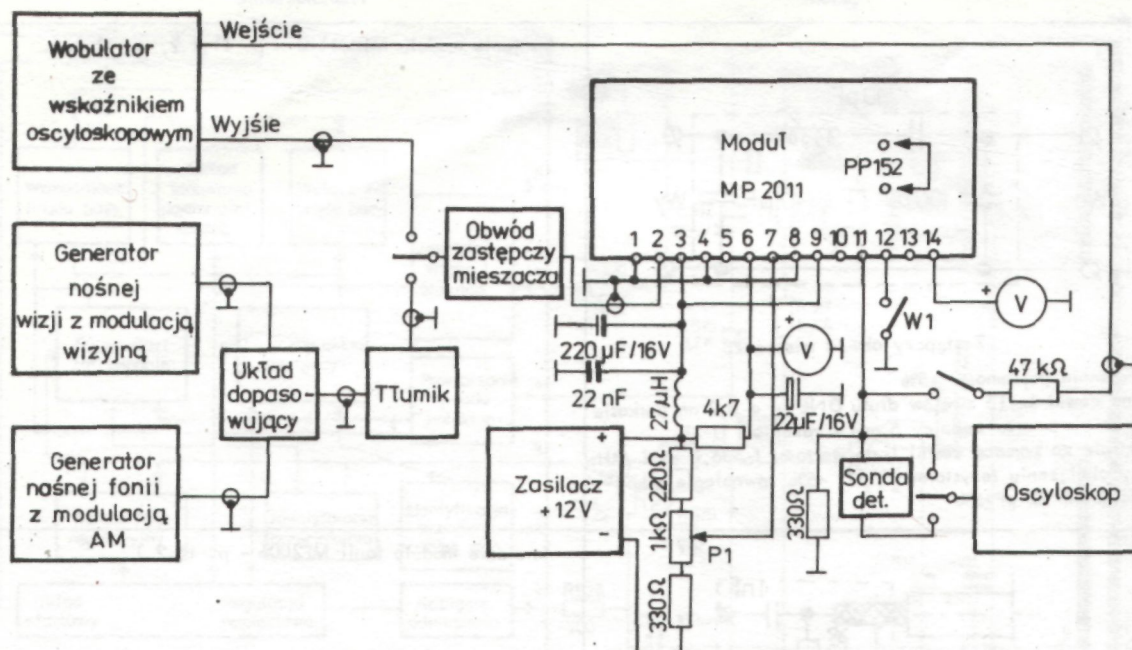 Wejście
Wobulator
ze
wskaźnikiem
oscyloskopowym
Wyjśie
Moduł
MP 2011
PP152
Generator
nośnej
wizji z modulacją
wizyjną
Obwód
zastępczy
mieszacza
1 2 3 4 5 6 7 8 9 10 11 12 13 14
+
V
W1
+
V
220 µF/16V
22 nF
Układ
dopaso-
wujący
Tłumik
27µH
4k7
22µF/16V
47 kΩ
Generator
nośnej fonii
z modulacją
AM
Zasilacz
+12V
+
-
220Ω
1kΩ
P1
330Ω
330Ω
Sonda
det.
Oscyloskop